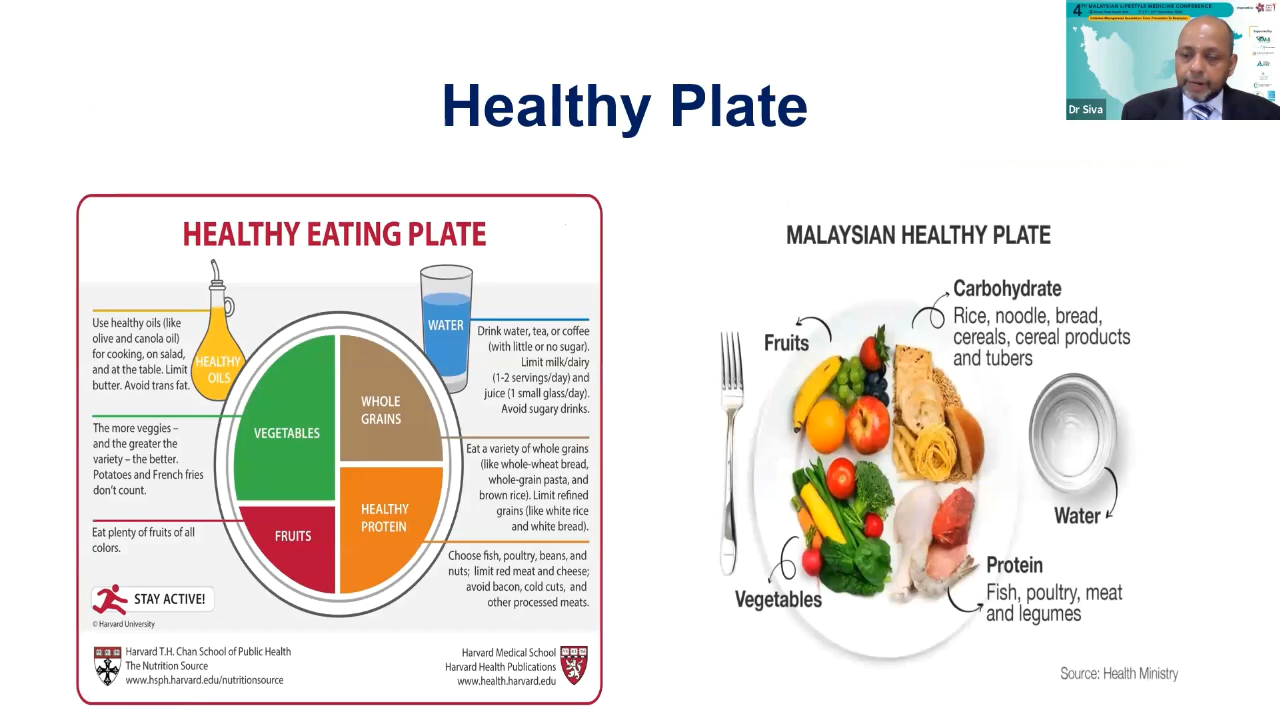 4TH MALAYSIAN LIFESTYLE MEDICINE CONFERENCE
Dr Siva
Healthy Plate
HEALTHY EATING PLATE
HEALTHY
OILS
WATER
Use healthy oils (like
olive and canola oil)
for cooking, on salad,
and at the table. Limit
butter. Avoid trans fat.
The more veggies –
and the greater the
variety – the better.
Potatoes and French fries
don't count.
Eat plenty of fruits of all
colors.
VEGETABLES
FRUITS
WHOLE
GRAINS
HEALTHY
PROTEIN
Drink water, tea, or coffee
(with little or no sugar).
Limit milk/dairy
(1-2 servings/day) and
juice (1 small glass/day).
Avoid sugary drinks.
Eat a variety of whole grains
(like whole-wheat bread,
whole-grain pasta, and
brown rice). Limit refined
grains (like white rice
and white bread).
Choose fish, poultry, beans, and
nuts; limit red meat and cheese;
avoid bacon, cold cuts, and
other processed meats.
STAY ACTIVE!
© Harvard University
Harvard T.H. Chan School of Public Health
The Nutrition Source
www.hsph.harvard.edu/nutritionsource
Harvard Medical School
Harvard Health Publications
www.health.harvard.edu
MALAYSIAN HEALTHY PLATE
Fruits
Carbohydrate
Rice, noodle, bread,
cereals, cereal products
and tubers
Water
Vegetables
Protein
Fish, poultry, meat
and legumes
Source: Health Ministry